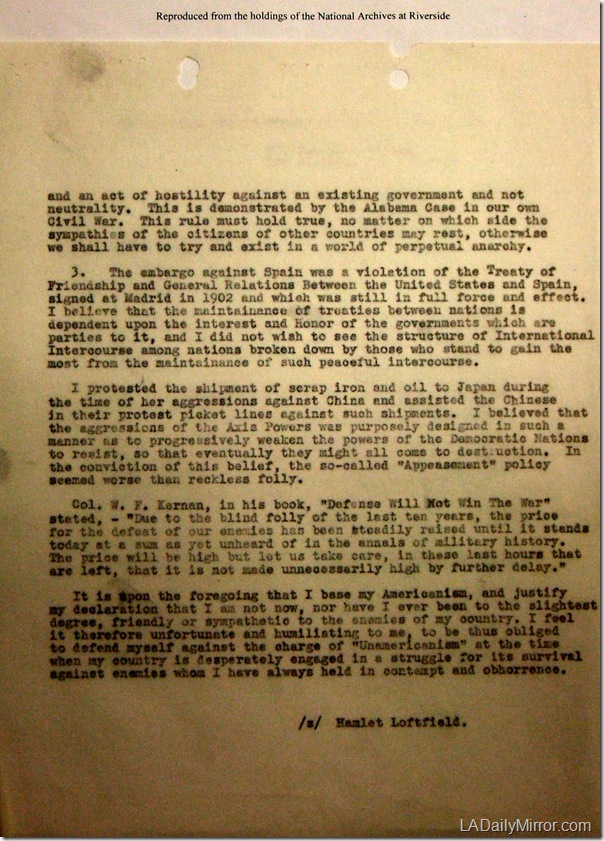 Reproduced from the holdings of the National Archives at Riverside
and an act of hostility against an existing government and not
neutrality. This is demonstrated by the Alabama Case in our own
Civil War. This rule must hold true, no matter on which side the
sympathies of the citizens of other countries may rest, otherwise
we shall have to try and exist in a world of perpetual anarchy.
3. The embargo against Spain was a violation of the Treaty of
Friendship and General Relations Between the United States and Spain,
signed at Madrid in 1902 and which was still in full force and effect.
I believe that the maintainance of treaties between nations is
dependent upon the interest and Honor of the governments which are
parties to it, and I did not wish to see the structure of International
Intercourse among nations broken down by those who stand to gain the
most from the maintainance of such peaceful intercourse.
I protested the shipment of scrap iron and oil to Japan during
the time of her aggressions against China and assisted the Chinese
in their protest picket lines against such shipments. I believed that
the aggressions of the Axis Powers was purposely designed in such a
manner as to progressively weaken the powers of the Democratic Nations
to resist, so that eventually they might all come to destruction. In
the conviction of this belief, the so-called "Appeasement" policy
seemed worse than reckless folly.
Col. W. F. Kernan, in his book, "Defense Will Not Win The War"
stated, - "Due to the blind folly of the last ten years, the price
for the defeat of our enemies has been steadily raised until it stands
today at a sum as yet unheard of in the annals of military history.
The price will be high but let us take care, in these last hours that
are left, that it is not made unnecessarily high by further delay."
It is upon the foregoing that I base my Americanism, and justify
my declaration that I am not now, nor have I ever been to the slightest
degree, friendly or sympathetic to the enemies of my country. I feel
it therefore unfortunate and humiliating to me, to be thus obliged
to defend myself against the charge of "Unamericanism" at the time
when my country is desperately engaged in a struggle for its survival
against enemies whom I have always held in contempt and obhorrence.
/s/ Hamlet Loftfield.
LADailyMirror.com